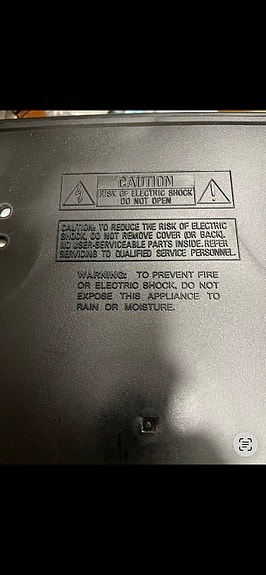 CAUTION
RISK OF ELECTRIC SHOCK
DO NOT OPEN
CAUTION: TO REDUCE THE RISK OF ELECTRIC
SHOCK, DO NOT REMOVE COVER (OR BACK).
NO USER-SERVICEABLE PARTS INSIDE. REFER
SERVICING TO QUALIFIED SERVICE PERSONNEL.
WARNING: TO PREVENT FIRE
OR ELECTRIC SHOCK, DO NOT
EXPOSE THIS APPLIANCE TO
RAIN OR MOISTURE.